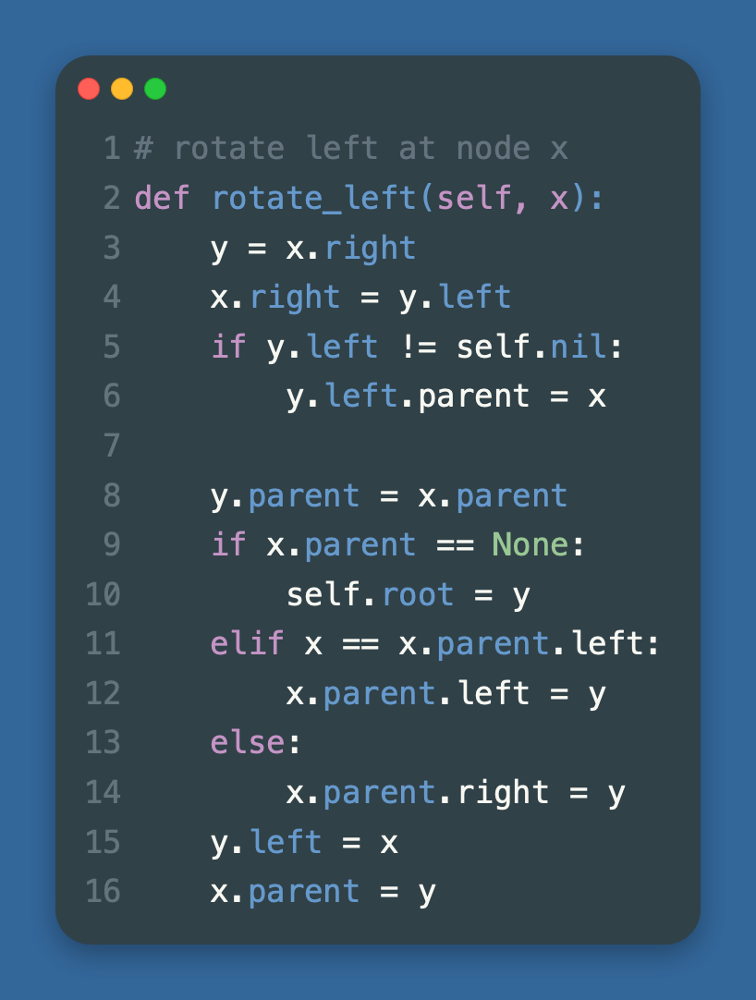 1 # rotate left at node x
2 def rotate_left(self, x):
3     y = x.right
4     x.right = y.left
5     if y.left != self.nil:
6         y.left.parent = x
7
8     y.parent = x.parent
9     if x.parent == None:
10         self.root = y
11     elif x == x.parent.left:
12         x.parent.left = y
13     else:
14         x.parent.right = y
15     y.left = x
16     x.parent = y